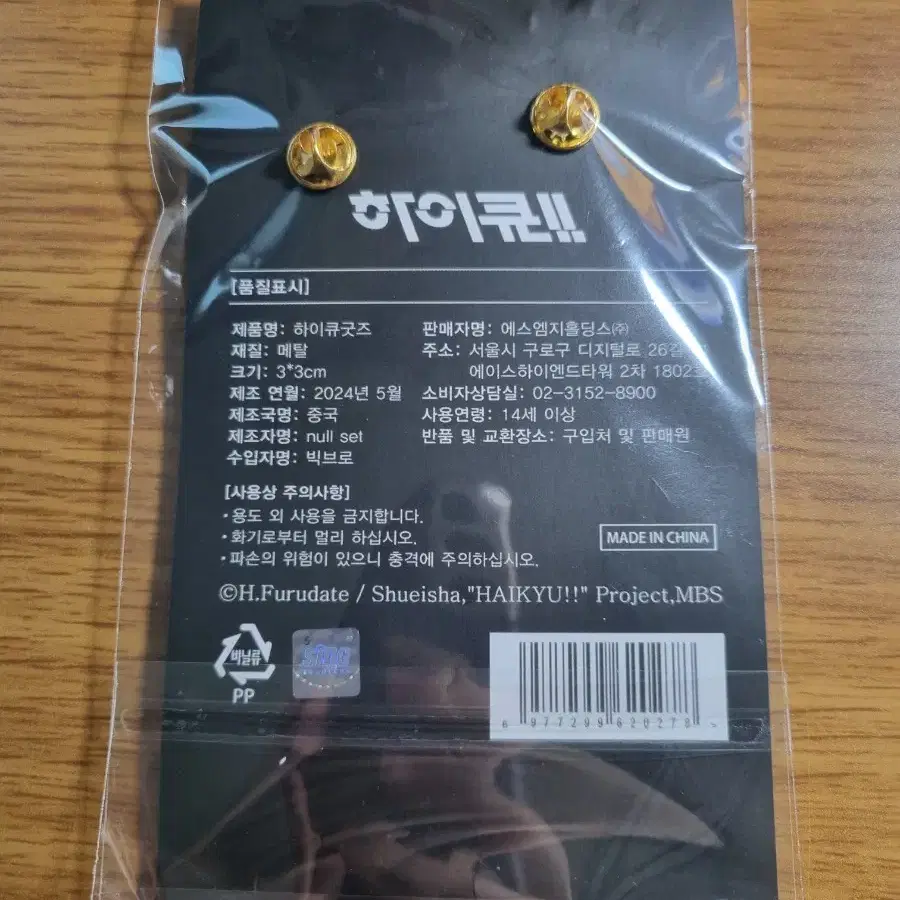 하이큐!!
[품질표시]
제품명: 하이큐굿즈
재질: 메탈
크기: 3*3cm
제조 연월: 2024년 5월
제조국명: 중국
제조자명: null set
수입자명: 빅브로
판매자명: 에스엠지홀딩스㈜
주소: 서울시 구로구 디지털로 26길
에이스하이엔드타워 2차 1802호
소비자상담실: 02-3152-8900
사용연령: 14세 이상
반품 및 교환장소: 구입처 및 판매원
[사용상 주의사항]
·용도 외 사용을 금지합니다.
·화기로부터 멀리 하십시오.
·파손의 위험이 있으니 충격에 주의하십시오.
MADE IN CHINA
©H.Furudate / Shueisha,"HAIKYU!!" Project,MBS
비닐류
PP
smg
6 977299 620278 >